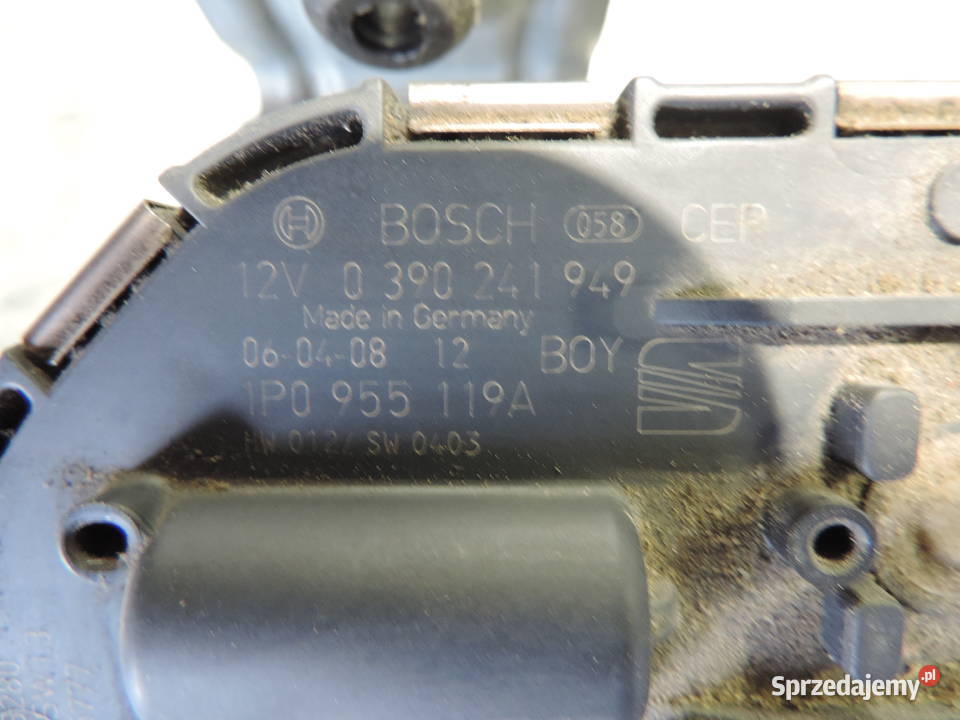 BOSCH 058 CEP
12V 0 390 241 949
Made in Germany
06-04-08 12 BOY
1P0 955 119A
HW 012/ SW 0403
777
Sprzedajemy.pl